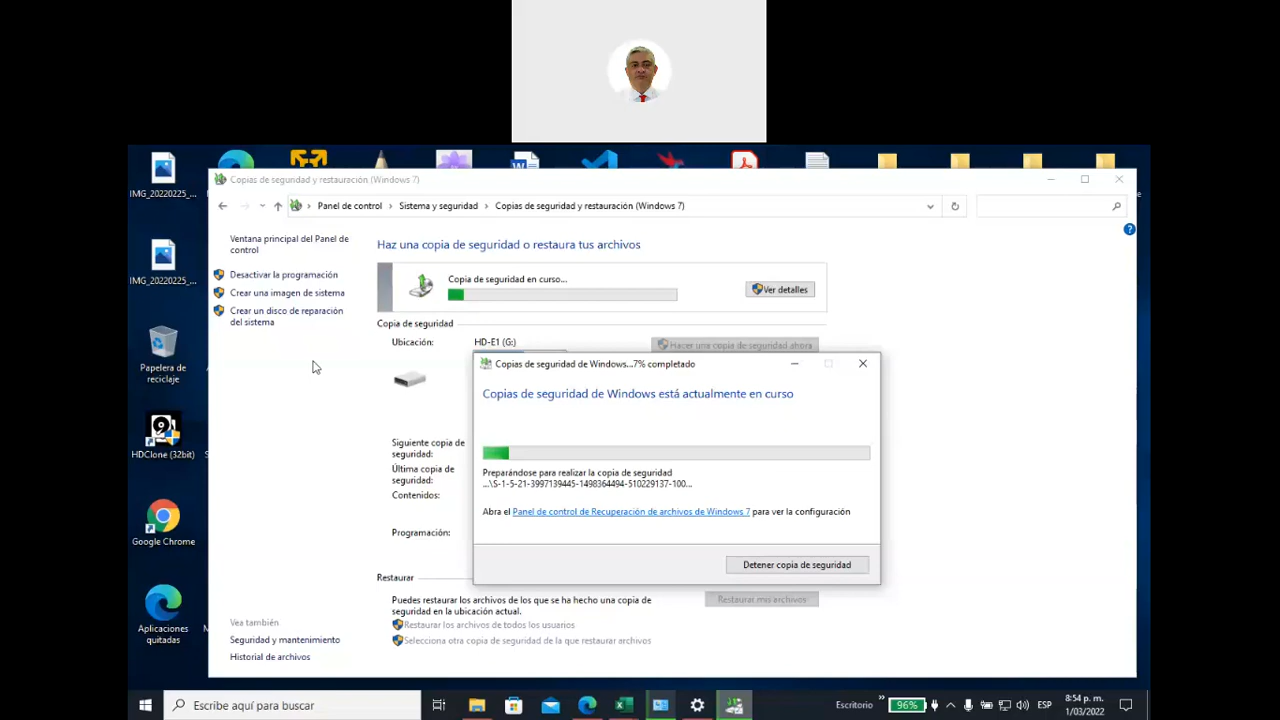 IMG_20220225_...
IMG_20220225_...
Papelera de
reciclaje
HDClone (32bit)
Google Chrome
Aplicaciones
quitadas
Copias de seguridad y restauración (Windows 7)
Panel de control > Sistema y seguridad > Copias de seguridad y restauración (Windows 7)
Ventana principal del Panel de
control
Desactivar la programación
Crear una imagen de sistema
Crear un disco de reparación
del sistema
Vea también
Seguridad y mantenimiento
Historial de archivos
Haz una copia de seguridad o restaura tus archivos
Copia de seguridad en curso...
Ver detalles
Copia de seguridad
Ubicación: HD-E1 (G:)
Hacer una copia de seguridad ahora
Siguiente copia de
seguridad:
Última copia de
seguridad:
Contenidos:
Programación:
Restaurar
Puedes restaurar los archivos de los que se ha hecho una copia de
seguridad en la ubicación actual.
Restaurar mis archivos
Restaurar los archivos de todos los usuarios
Selecciona otra copia de seguridad de la que restaurar archivos
Copias de seguridad de Windows...7% completado
Copias de seguridad de Windows está actualmente en curso
Preparándose para realizar la copia de seguridad
...\S-1-5-21-3997139445-1498364494-510229137-100...
Abra el Panel de control de Recuperación de archivos de Windows 7 para ver la configuración
Detener copia de seguridad
Escribe aquí para buscar
Escritorio
96%
ESP
8:54 p. m.
1/03/2022